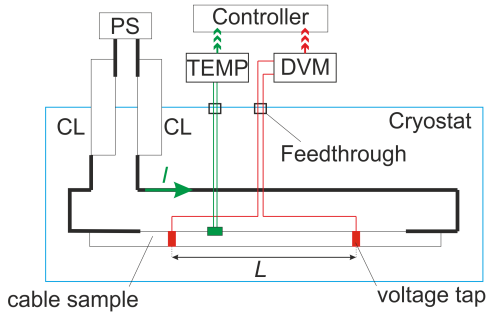 Controller
PS
TEMP
DVM
CL
CL
Cryostat
Feedthrough
I
L
cable sample
voltage tap